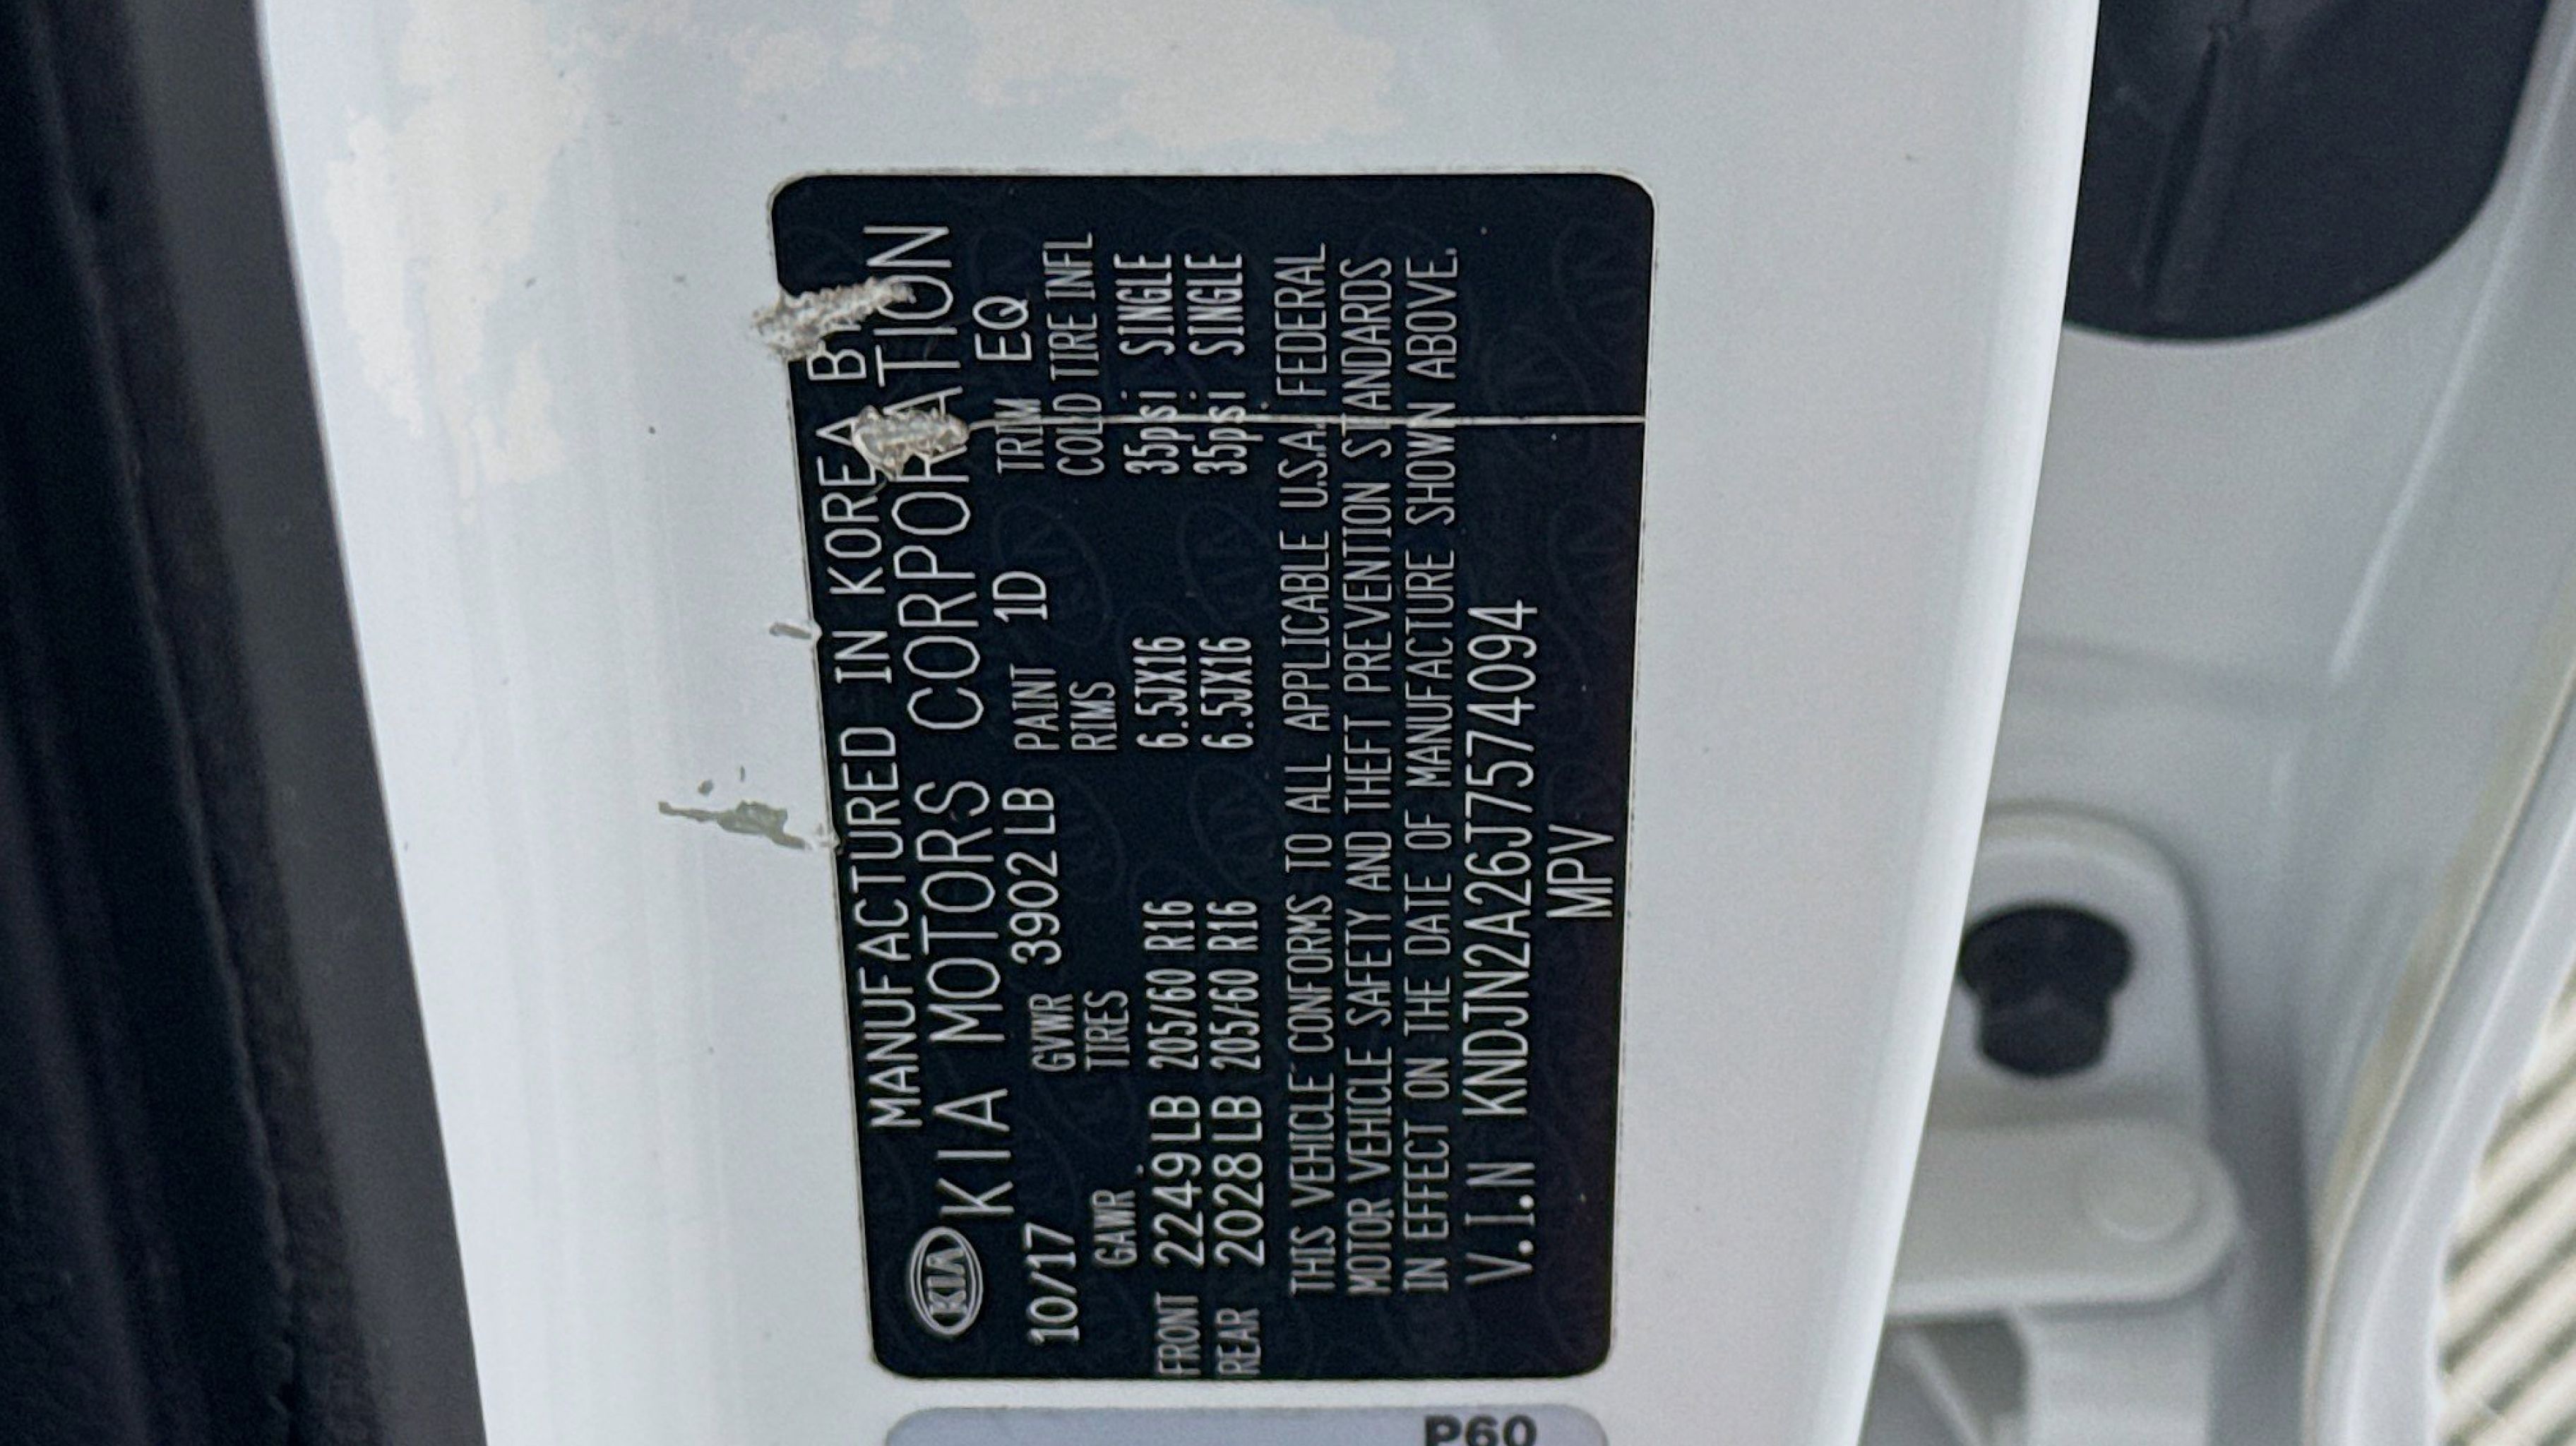 MANUFACTURED IN KOREA
KIA KIA MOTORS CORPORATION
10/17 GVWR 3902 LB PAINT 1D TRIM EQ
GAWR TIRES RIMS COLD TIRE INFL
FRONT 2249 LB 205/60 R16 6.5JX16 35psi SINGLE
REAR 2028 LB 205/60 R16 6.5JX16 35psi SINGLE
THIS VEHICLE CONFORMS TO ALL APPLICABLE U.S.A. FEDERAL
MOTOR VEHICLE SAFETY AND THEFT PREVENTION STANDARDS
IN EFFECT ON THE DATE OF MANUFACTURE SHOWN ABOVE.
V.I.N KNDJN2A26J7574094
MPV
P60